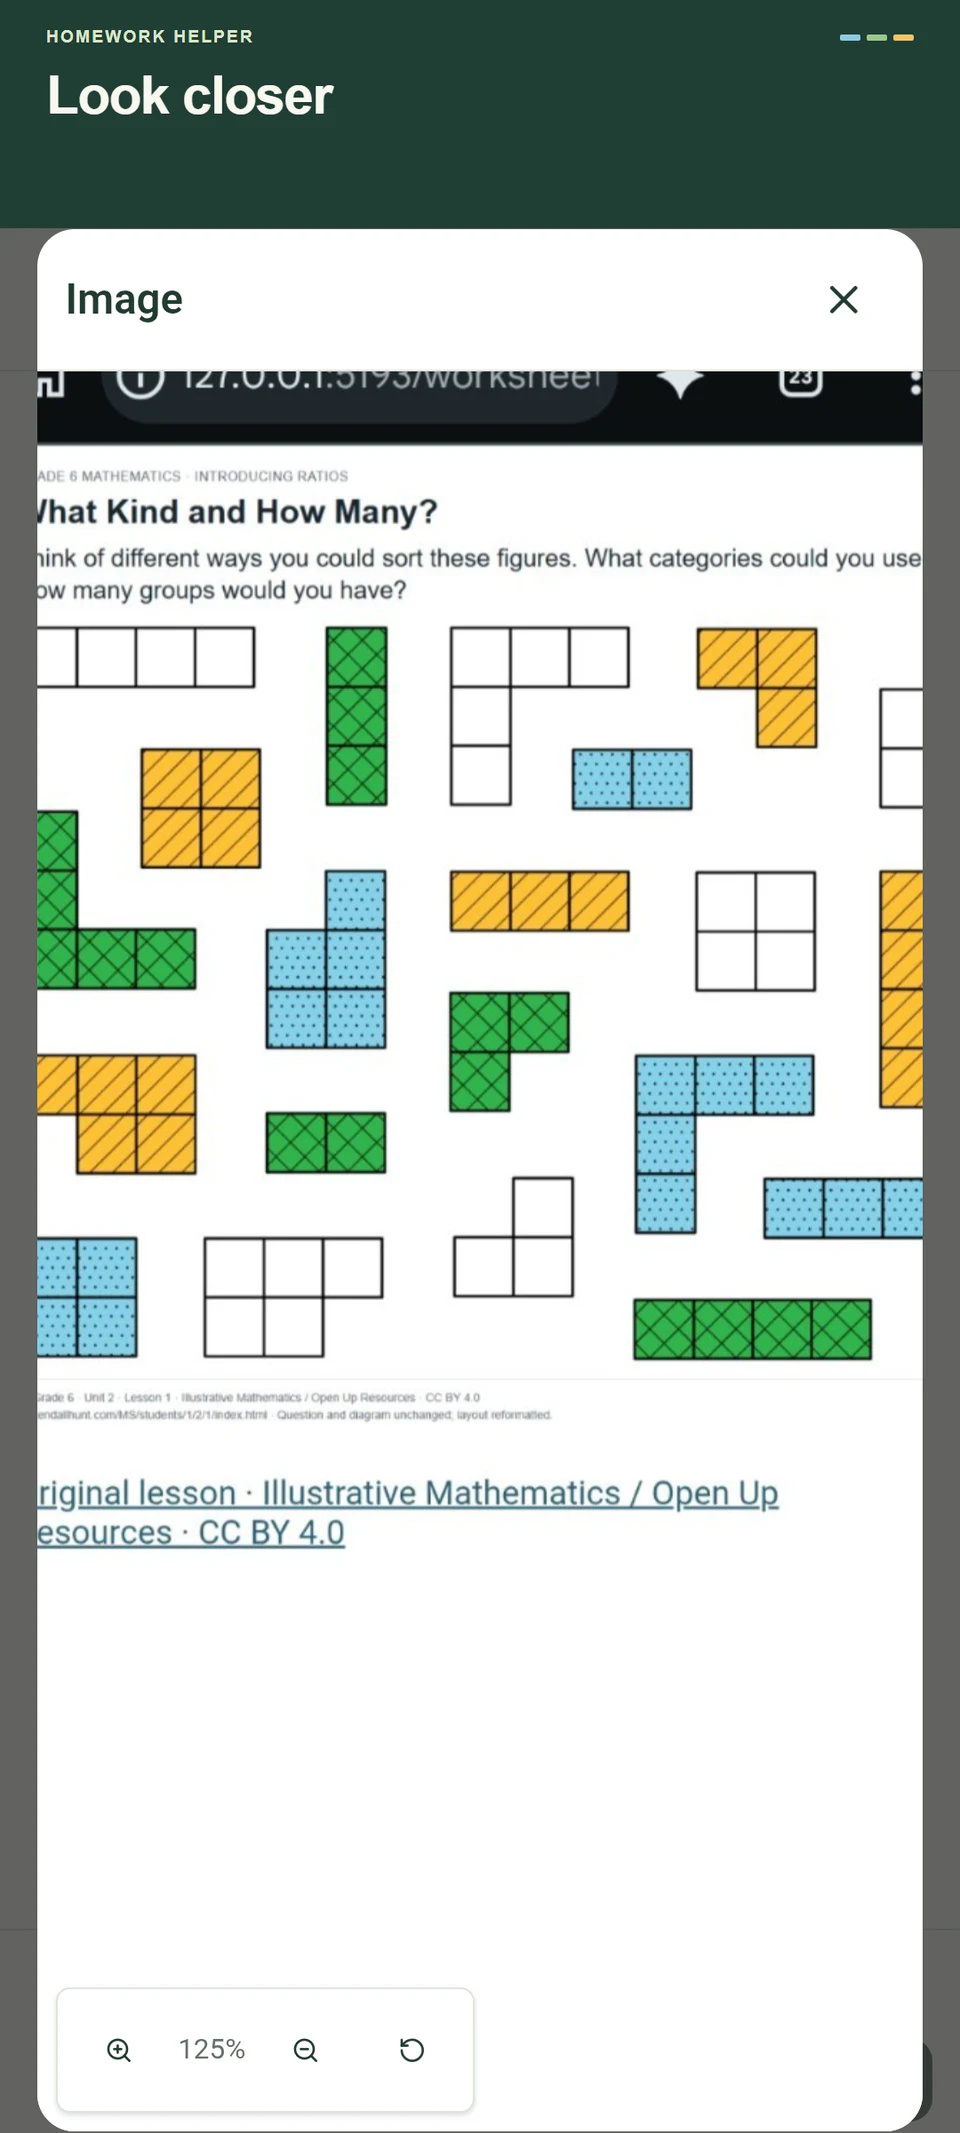 HOMEWORK HELPER
Look closer
Image
127.0.0.1:5193/worksheet
23
ADE 6 MATHEMATICS · INTRODUCING RATIOS
What Kind and How Many?
hink of different ways you could sort these figures. What categories could you use
ow many groups would you have?
Grade 6 · Unit 2 · Lesson 1 · Illustrative Mathematics / Open Up Resources · CC BY 4.0
endallhunt.com/MS/students/1/2/1/index.html · Question and diagram unchanged; layout reformatted.
riginal lesson · Illustrative Mathematics / Open Up
esources · CC BY 4.0
125%